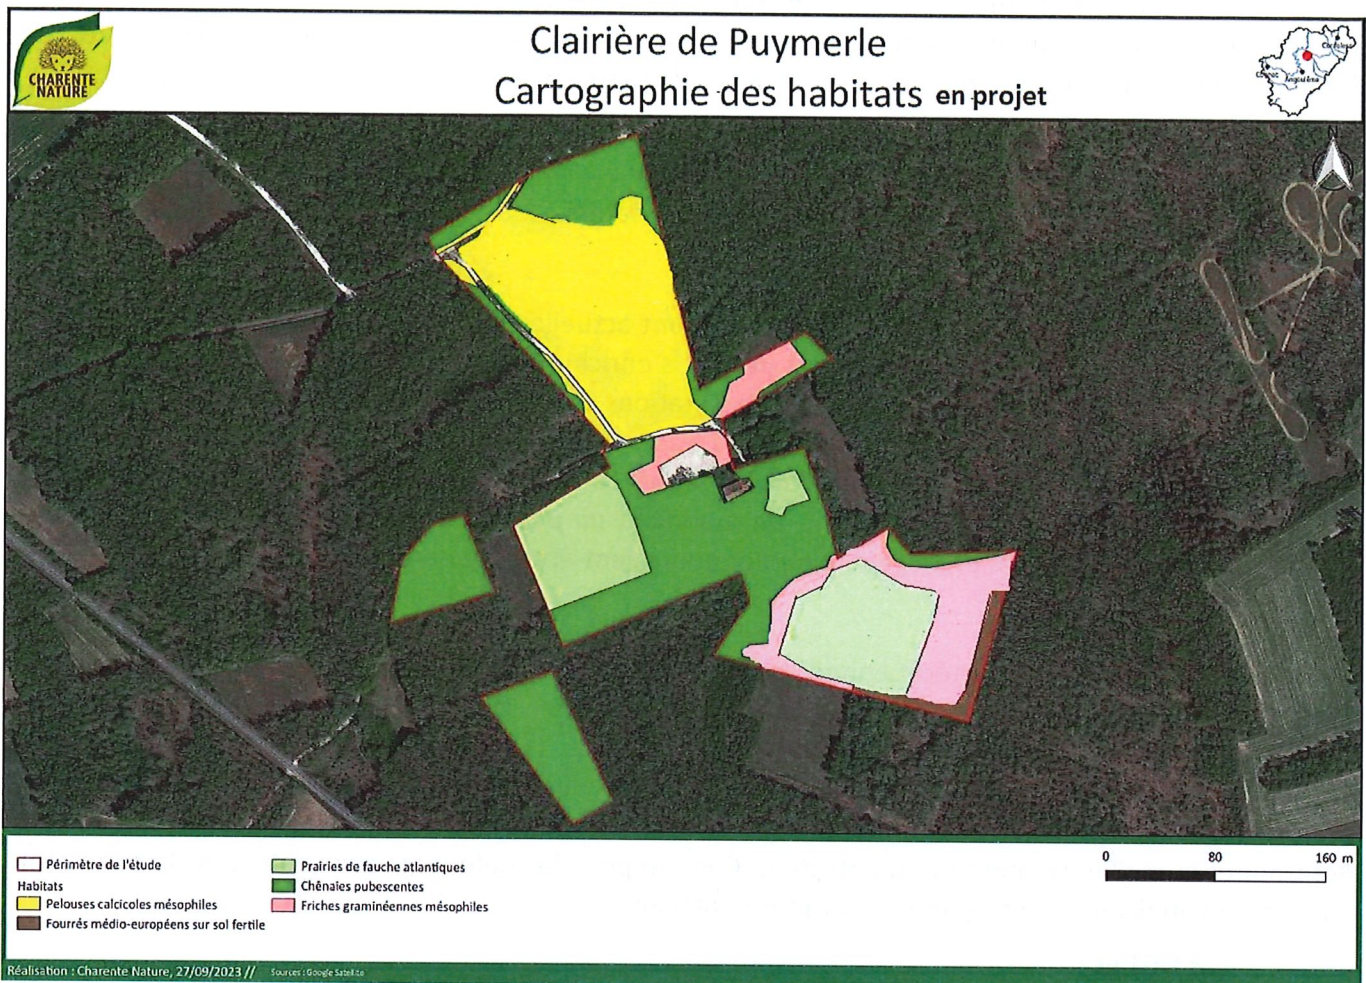 Clairière de Puymerle
Cartographie des habitats en projet
CHARENTE
NATURE
Angoulême
N
Périmètre de l'étude
Habitats
Pelouses calcicoles mésophiles
Fourrés médio-européens sur sol fertile
Prairies de fauche atlantiques
Chênaies pubescentes
Friches graminéennes mésophiles
0 80 160 m
Réalisation : Charente Nature, 27/09/2023 // Sources : Google Satellite